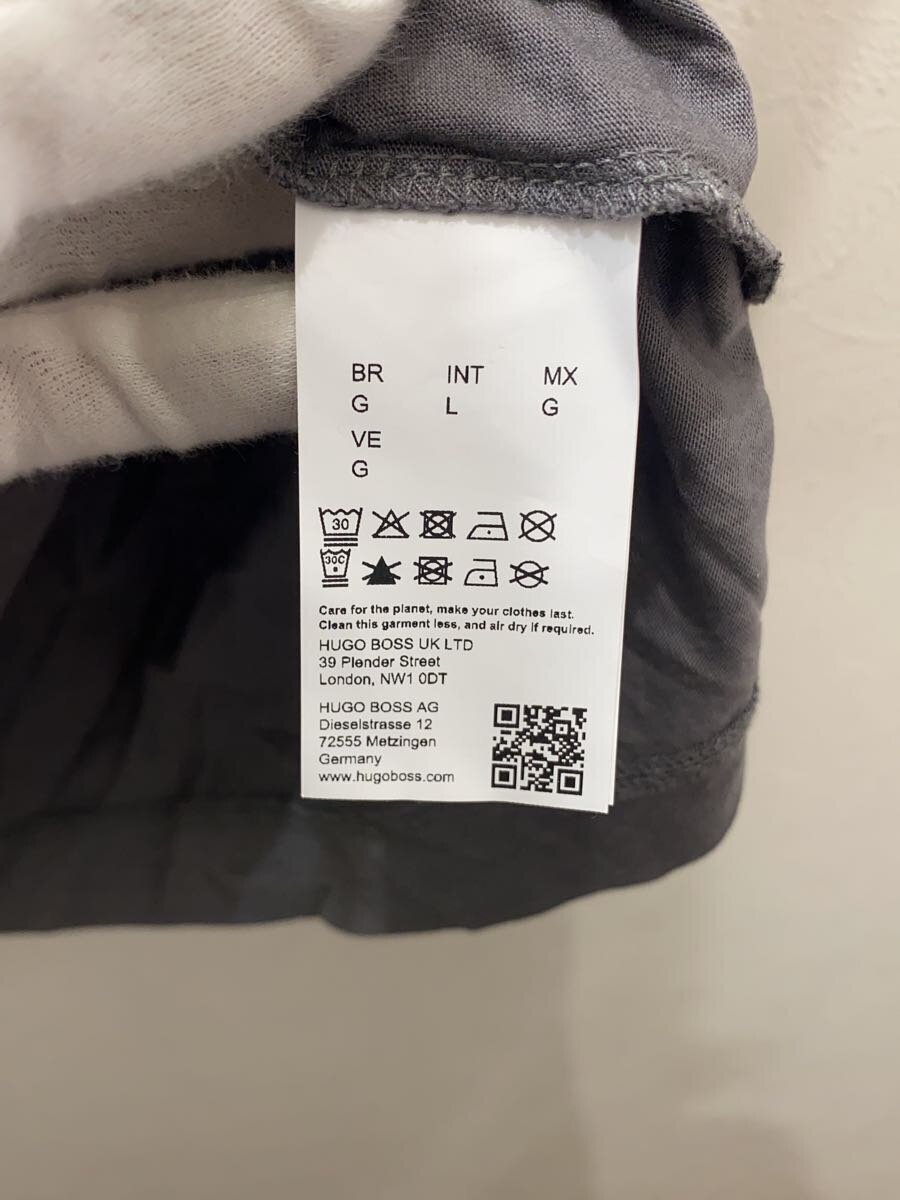 BR INT MX
G L G
VE
G
30
30C
Care for the planet, make your clothes last.
Clean this garment less, and air dry if required.
HUGO BOSS UK LTD
39 Plender Street
London, NW1 0DT
HUGO BOSS AG
Dieselstrasse 12
72555 Metzingen
Germany
www.hugoboss.com